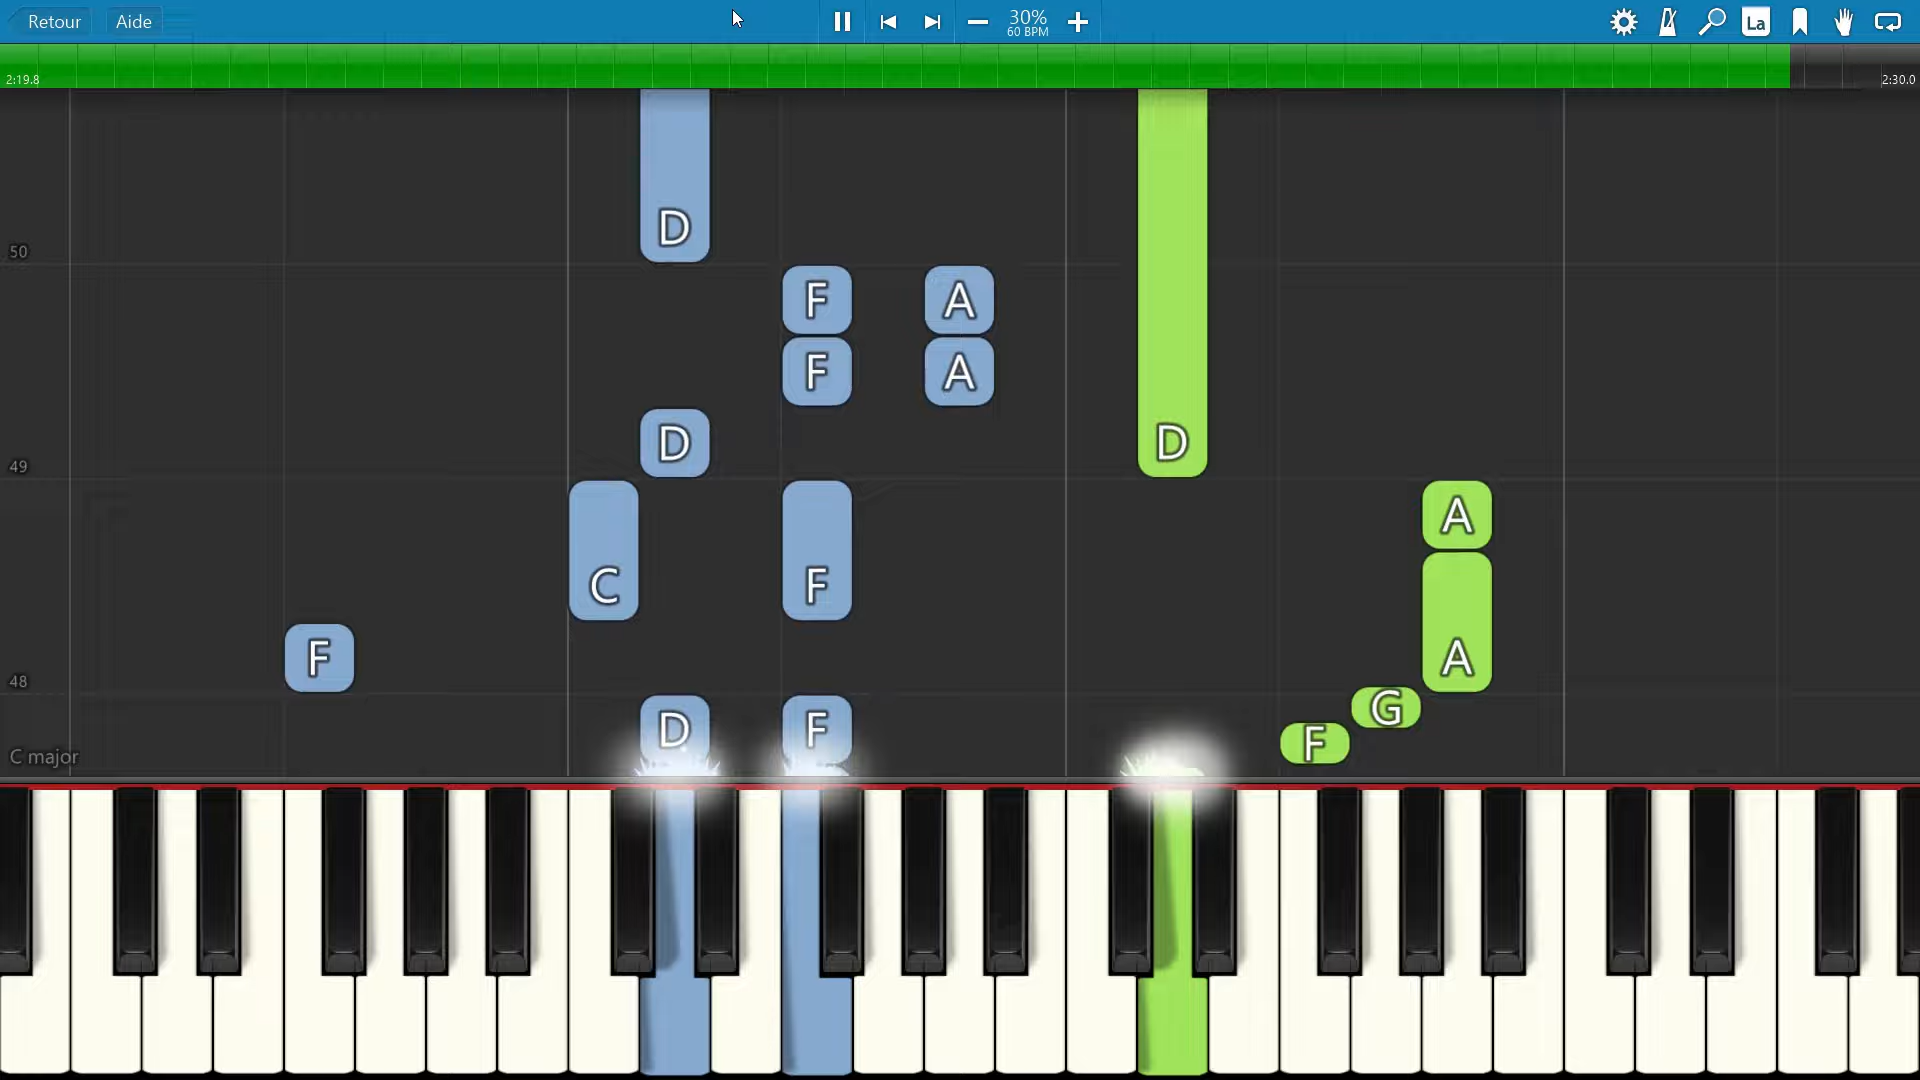 Retour Aide 30% La
60 BPM
2:19.8 2:30.0
D
50
F A
F A
D D
49
A
C F
F A
48
G
D F F
C major